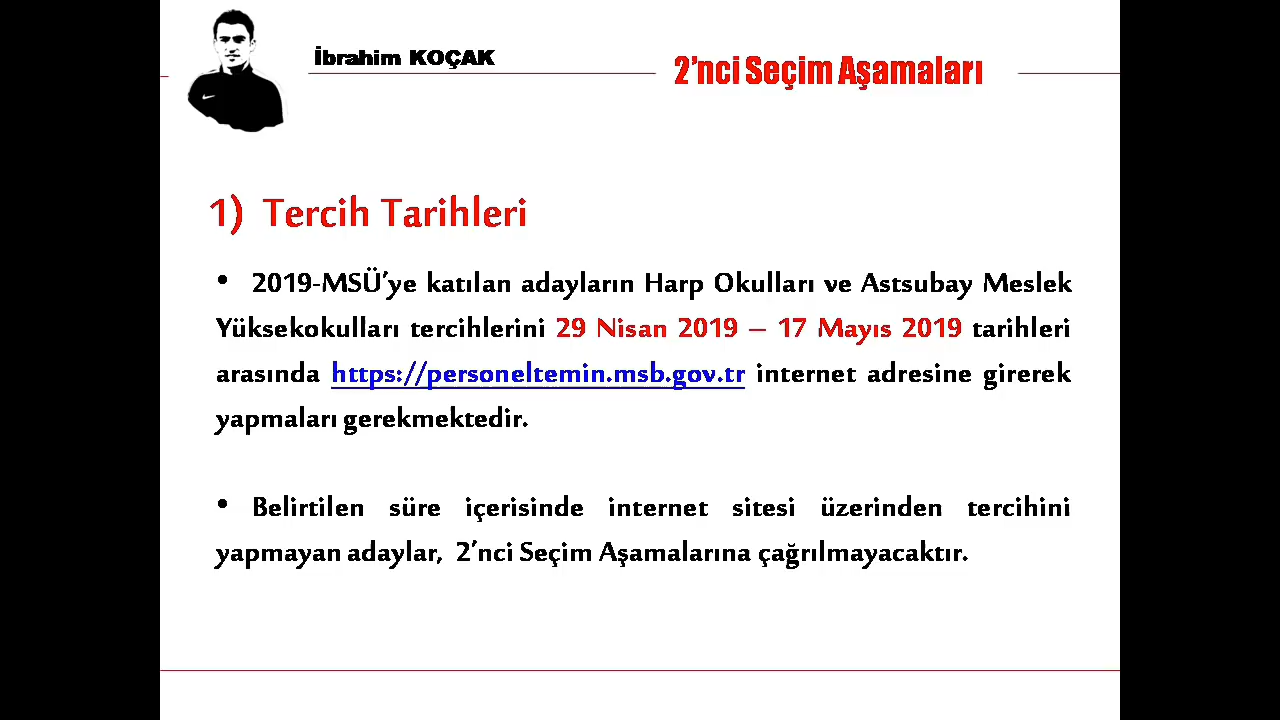 İbrahim KOÇAK
2’nci Seçim Aşamaları
1) Tercih Tarihleri
• 2019-MSÜ’ye katılan adayların Harp Okulları ve Astsubay Meslek
Yüksekokulları tercihlerini 29 Nisan 2019 – 17 Mayıs 2019 tarihleri
arasında https://personeltemin.msb.gov.tr internet adresine girerek
yapmaları gerekmektedir.
• Belirtilen süre içerisinde internet sitesi üzerinden tercihini
yapmayan adaylar, 2’nci Seçim Aşamalarına çağrılmayacaktır.